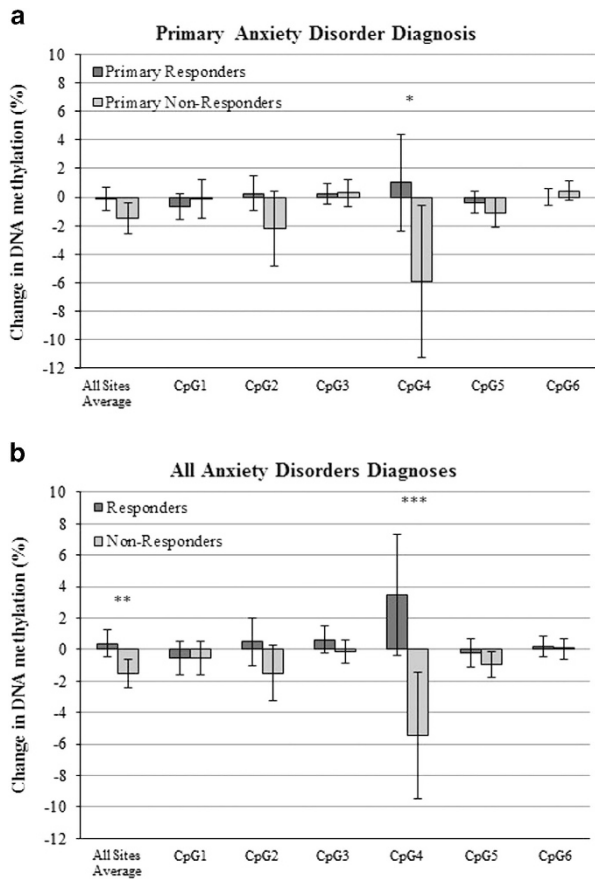 a
Primary Anxiety Disorder Diagnosis
Change in DNA methylation (%)
10
8
6
4
2
0
-2
-4
-6
-8
-10
-12
Primary Responders
Primary Non-Responders
*
All Sites
Average
CpG1
CpG2
CpG3
CpG4
CpG5
CpG6
b
All Anxiety Disorders Diagnoses
Change in DNA methylation (%)
10
8
6
4
2
0
-2
-4
-6
-8
-10
-12
Responders
Non-Responders
**
***
All Sites
Average
CpG1
CpG2
CpG3
CpG4
CpG5
CpG6